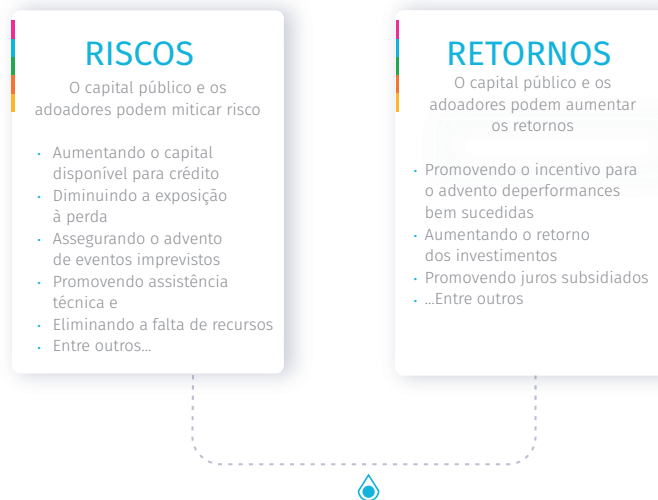 RISCOS
O capital público e os
adoadores podem miticar risco
· Aumentando o capital
disponível para crédito
· Diminuindo a exposição
à perda
· Assegurando o advento
de eventos imprevistos
· Promovendo assistência
técnica e
· Eliminando a falta de recursos
· Entre outros...
RETORNOS
O capital público e os
adoadores podem aumentar
os retornos
· Promovendo o incentivo para
o advento deperformances
bem sucedidas
· Aumentando o retorno
dos investimentos
· Promovendo juros subsidiados
· ...Entre outros